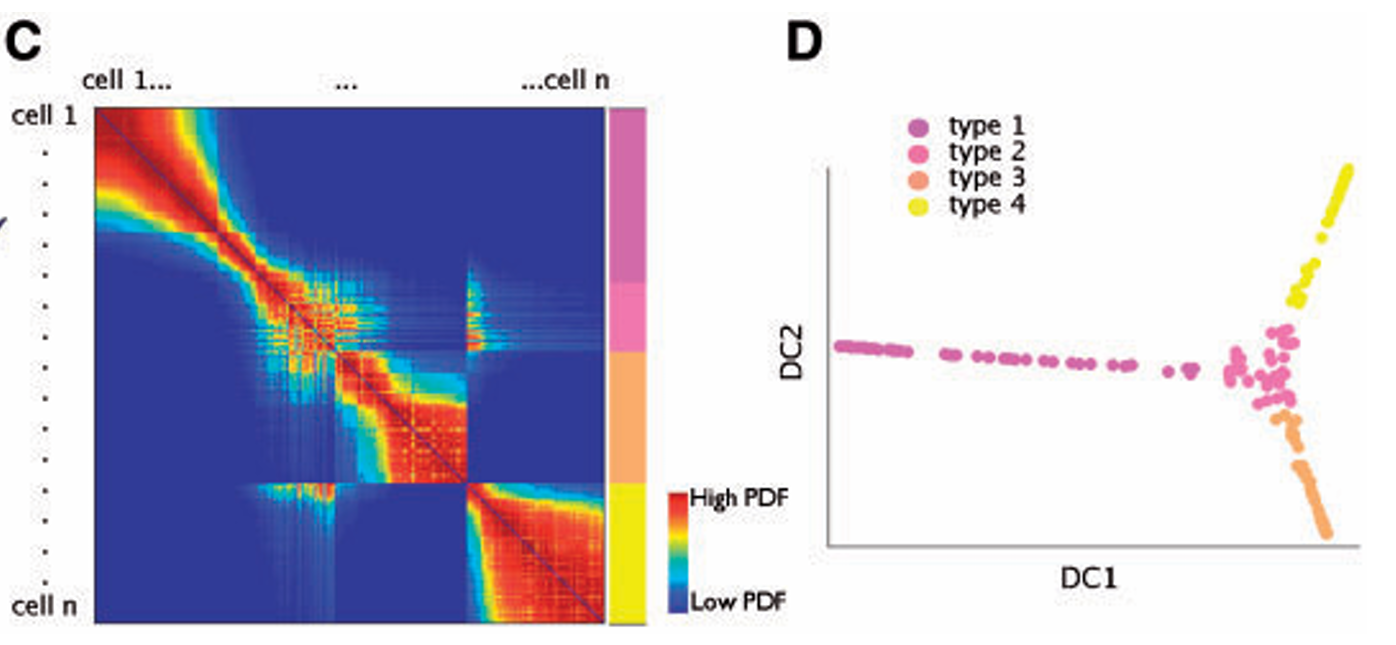 C
D
cell 1...
...
...cell n
cell 1
type 1
type 2
type 3
type 4
DC2
High PDF
Low PDF
cell n
DC1